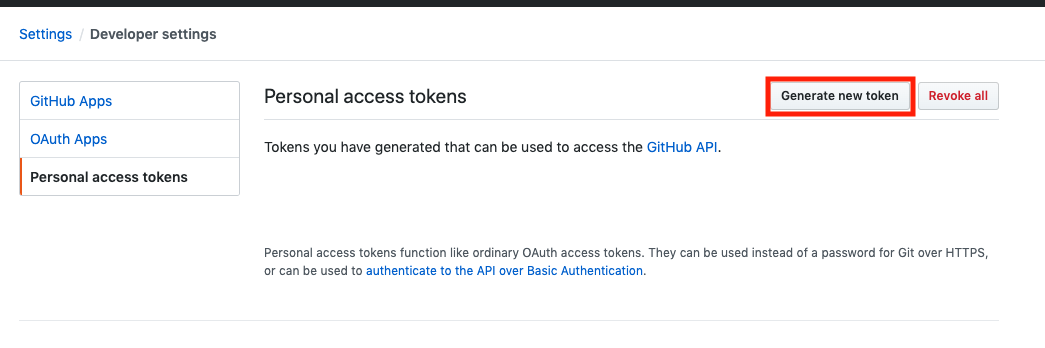 Settings / Developer settings
GitHub Apps
OAuth Apps
Personal access tokens
Personal access tokens
Generate new token
Revoke all
Tokens you have generated that can be used to access the GitHub API.
Personal access tokens function like ordinary OAuth access tokens. They can be used instead of a password for Git over HTTPS,
or can be used to authenticate to the API over Basic Authentication.